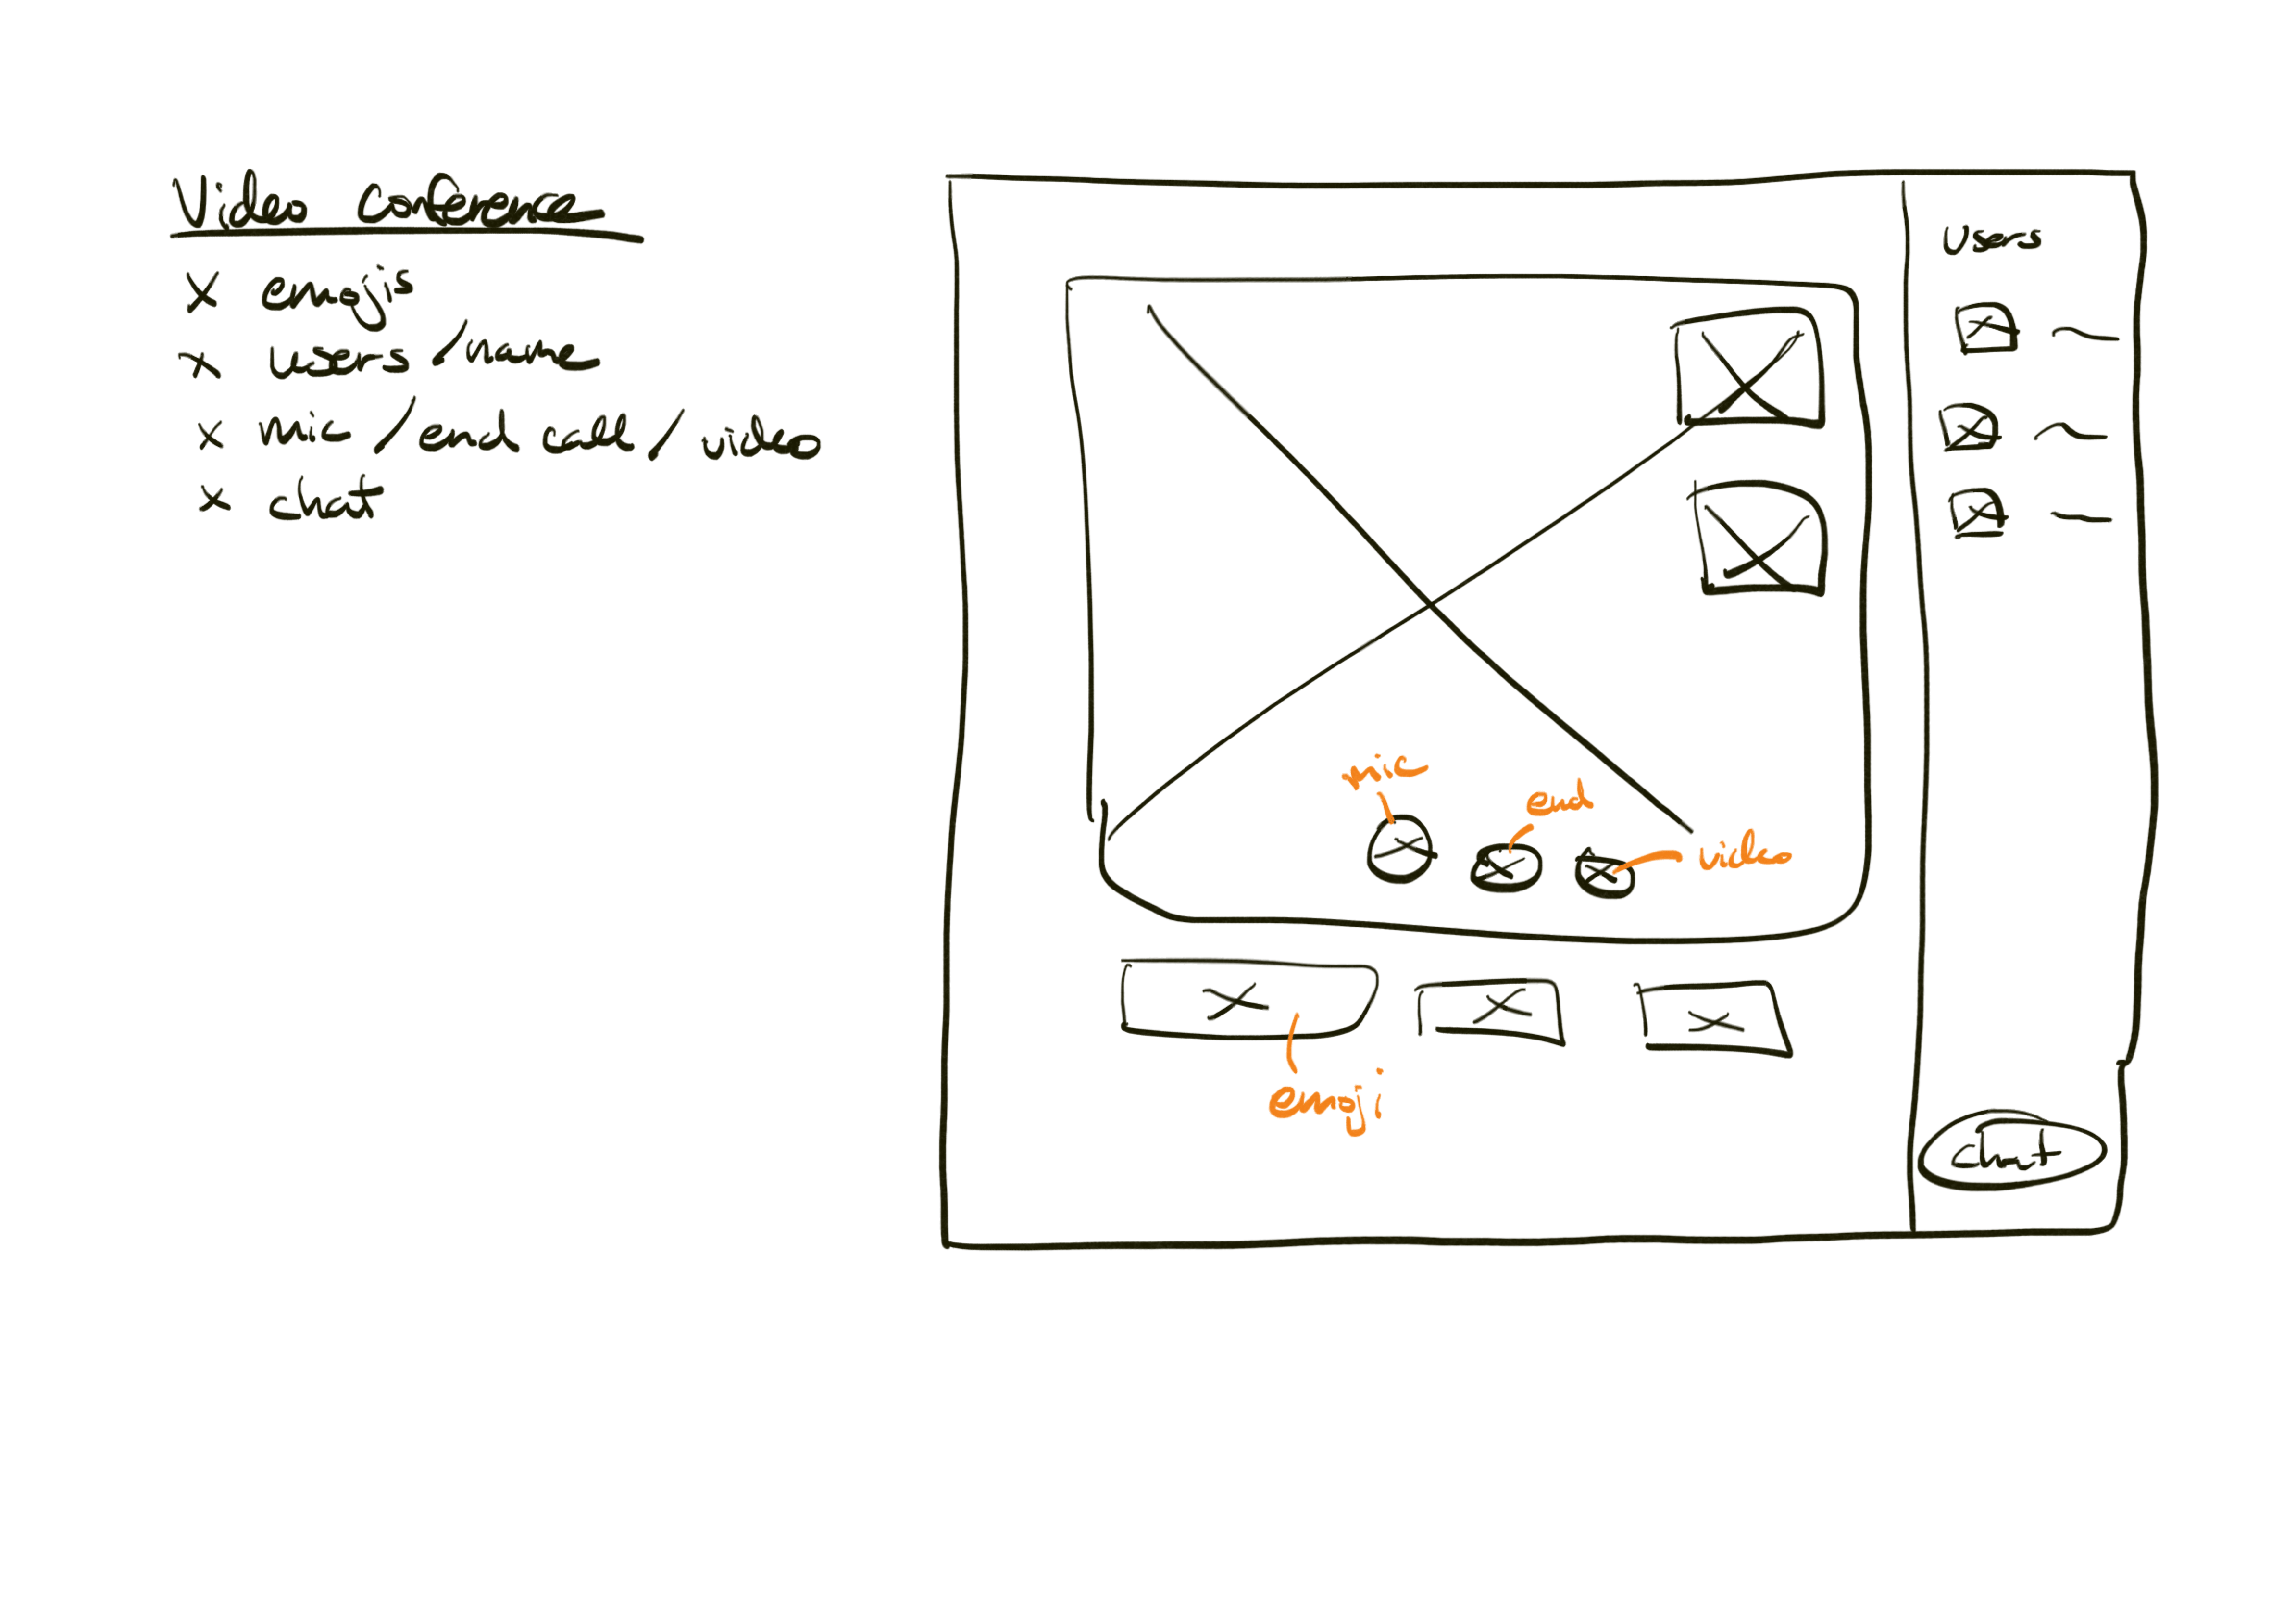 Video Conference
x emojis
x users/name
x mic/end call/video
x chat
Users
mic
end
video
emoji
chat